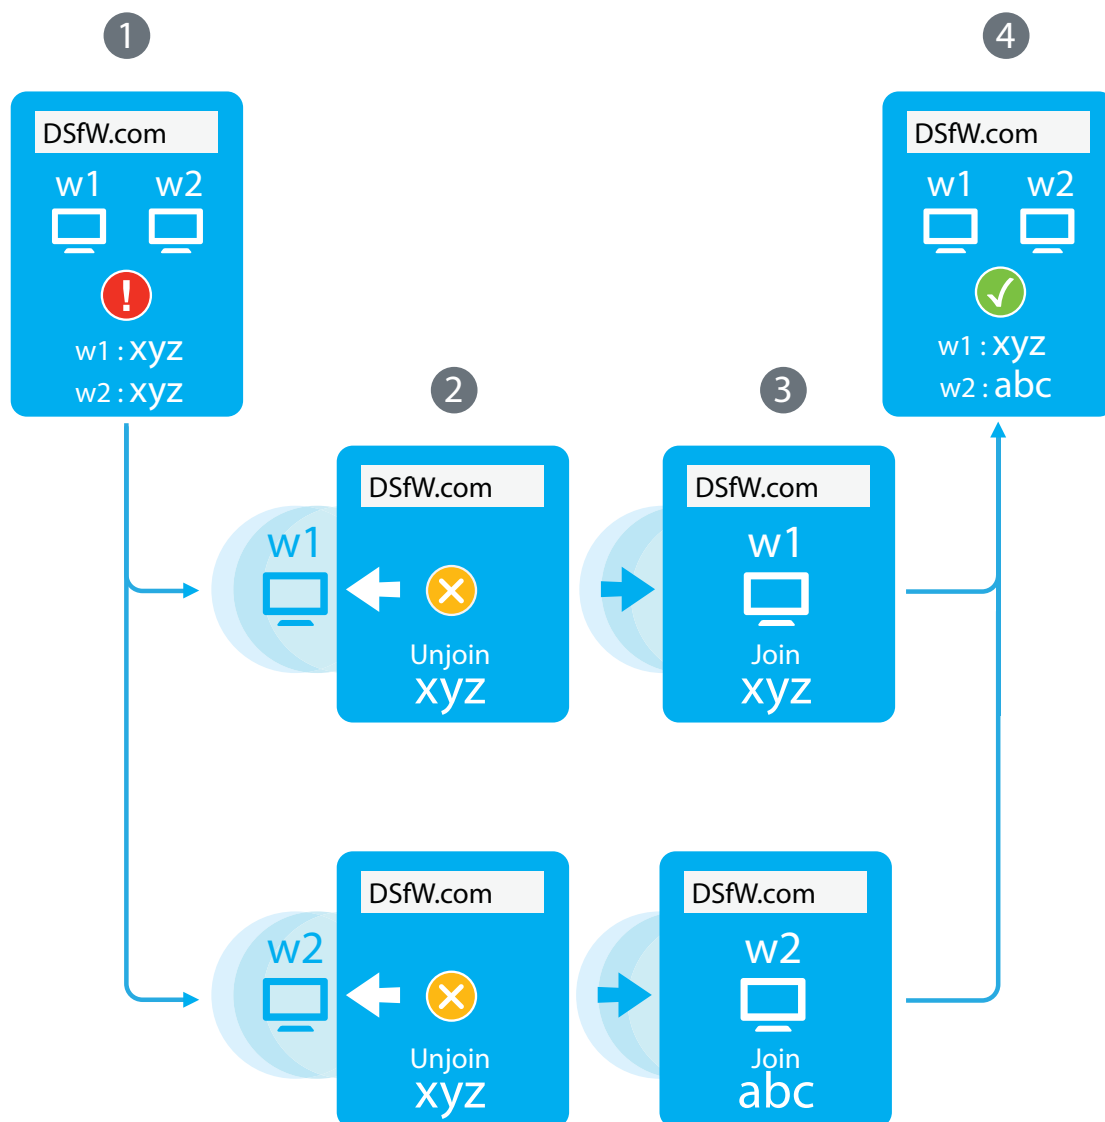 1
DSfW.com
w1 w2
!
w1 : xyz
w2 : xyz
2
DSfW.com
w1
Unjoin
xyz
3
DSfW.com
w1
Join
xyz
DSfW.com
w2
Unjoin
xyz
DSfW.com
w2
Join
abc
4
DSfW.com
w1 w2
w1 : xyz
w2 : abc